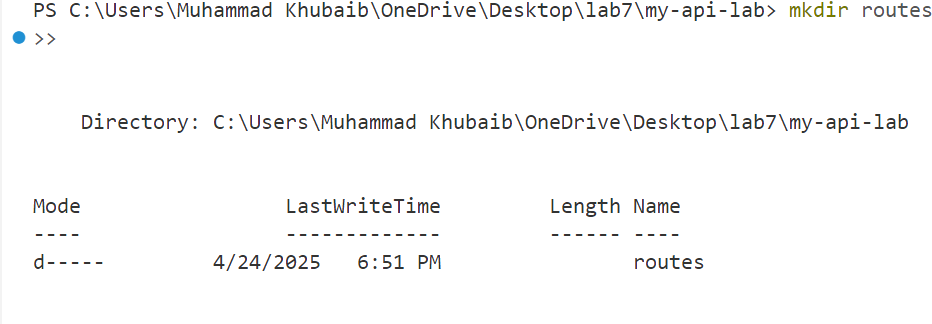 PS C:\Users\Muhammad Khubaib\OneDrive\Desktop\lab7\my-api-lab> mkdir routes
>>
Directory: C:\Users\Muhammad Khubaib\OneDrive\Desktop\lab7\my-api-lab
Mode                 LastWriteTime         Length Name
----                 -------------         ------ ----
d-----         4/24/2025   6:51 PM                routes